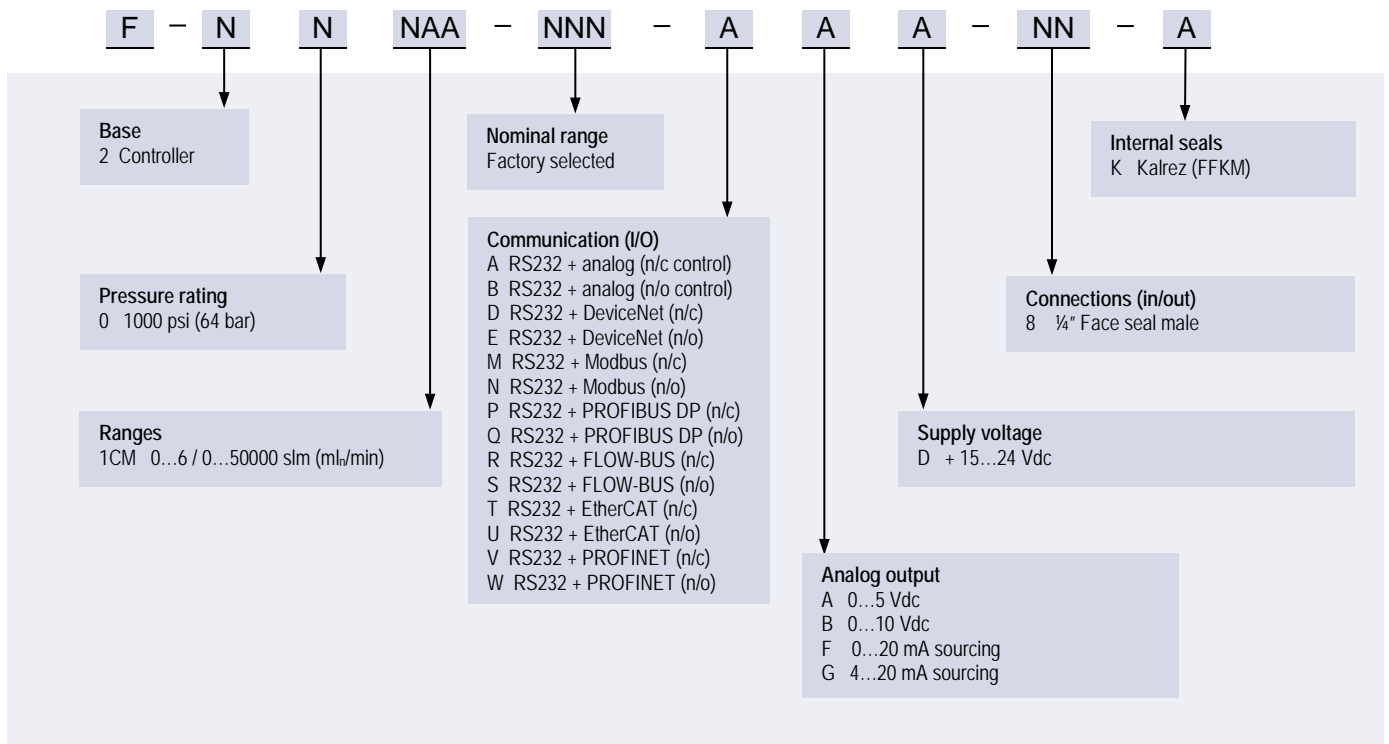 F – N N NAA – NNN – A A A – NN – A
Base
2 Controller
Nominal range
Factory selected
Internal seals
K Kalrez (FFKM)
Communication (I/O)
A RS232 + analog (n/c control)
B RS232 + analog (n/o control)
D RS232 + DeviceNet (n/c)
E RS232 + DeviceNet (n/o)
M RS232 + Modbus (n/c)
N RS232 + Modbus (n/o)
P RS232 + PROFIBUS DP (n/c)
Q RS232 + PROFIBUS DP (n/o)
R RS232 + FLOW-BUS (n/c)
S RS232 + FLOW-BUS (n/o)
T RS232 + EtherCAT (n/c)
U RS232 + EtherCAT (n/o)
V RS232 + PROFINET (n/c)
W RS232 + PROFINET (n/o)
Pressure rating
0 1000 psi (64 bar)
Connections (in/out)
8 ¼” Face seal male
Ranges
1CM 0…6 / 0…50000 slm (mlₙ/min)
Supply voltage
D + 15…24 Vdc
Analog output
A 0…5 Vdc
B 0…10 Vdc
F 0…20 mA sourcing
G 4…20 mA sourcing